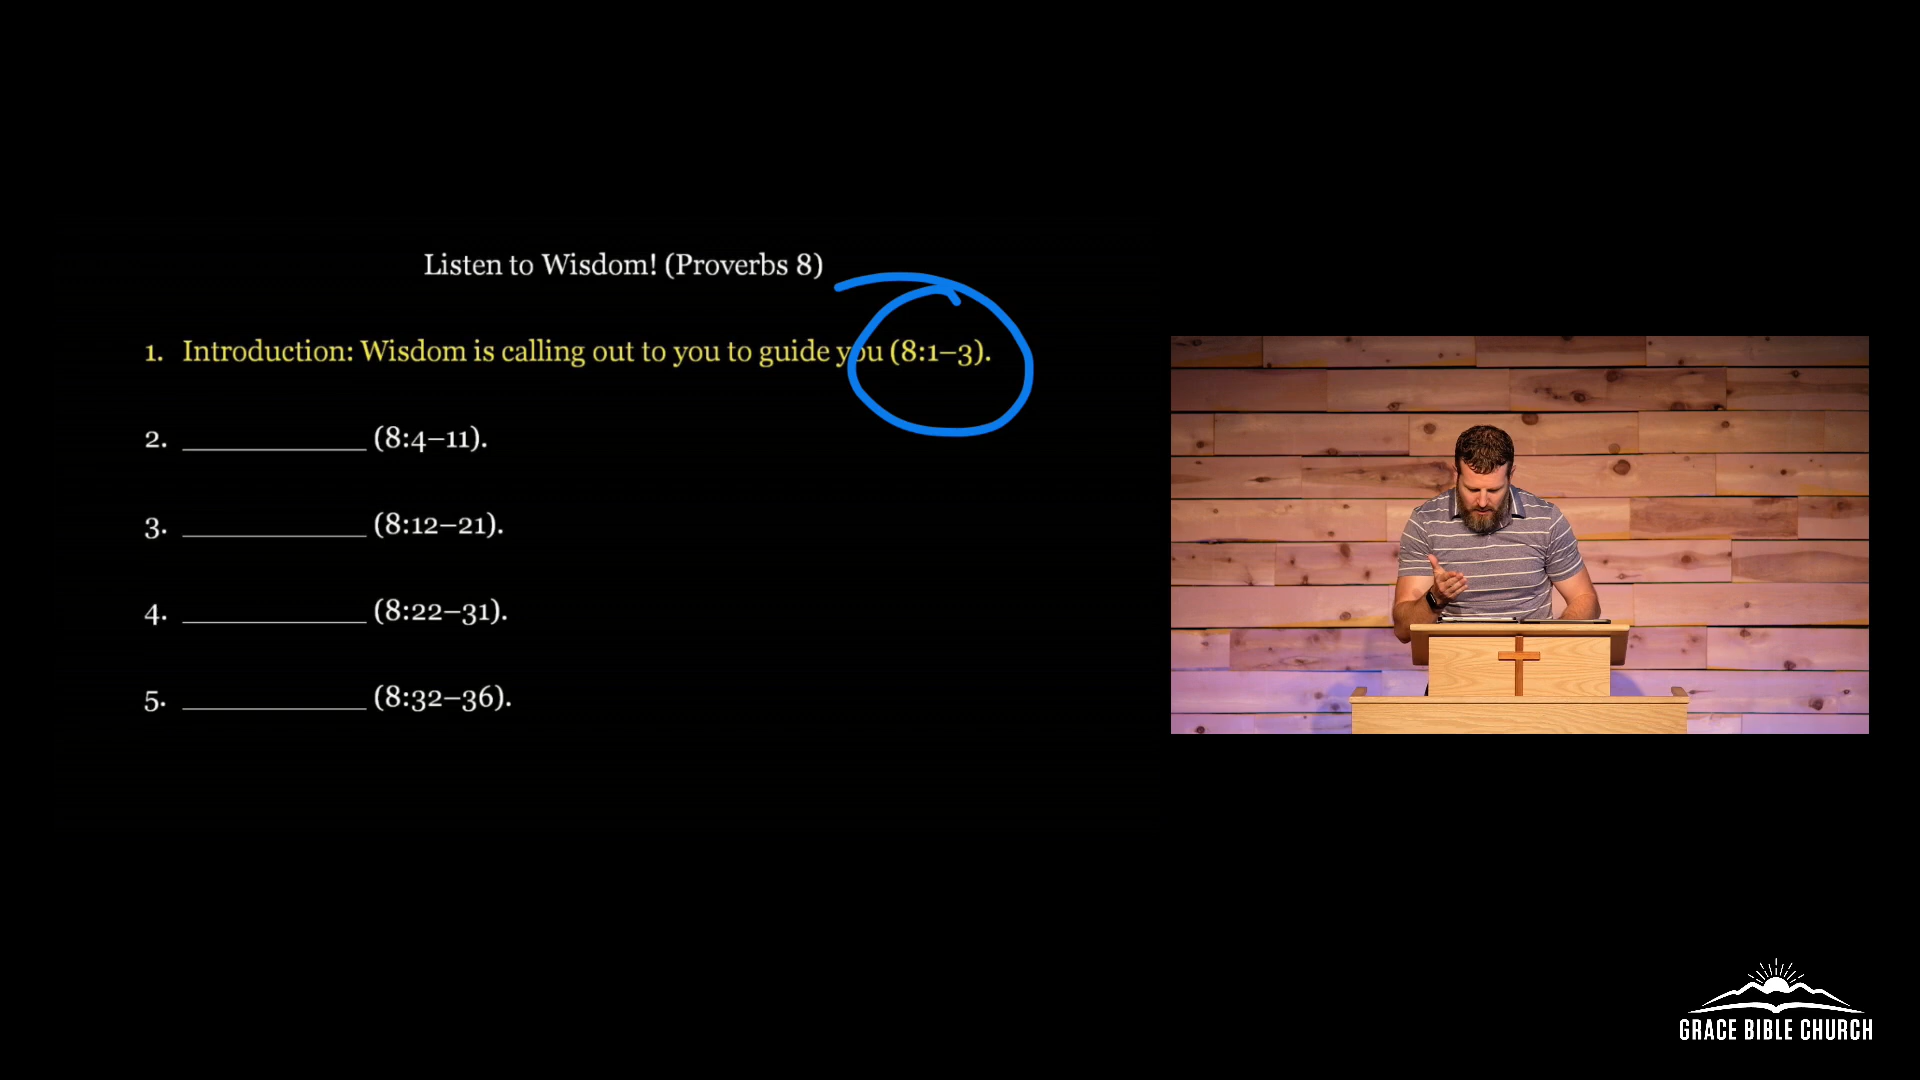 Listen to Wisdom! (Proverbs 8)
1. Introduction: Wisdom is calling out to you to guide you (8:1–3).
2. ____________ (8:4–11).
3. ____________ (8:12–21).
4. ____________ (8:22–31).
5. ____________ (8:32–36).
GRACE BIBLE CHURCH